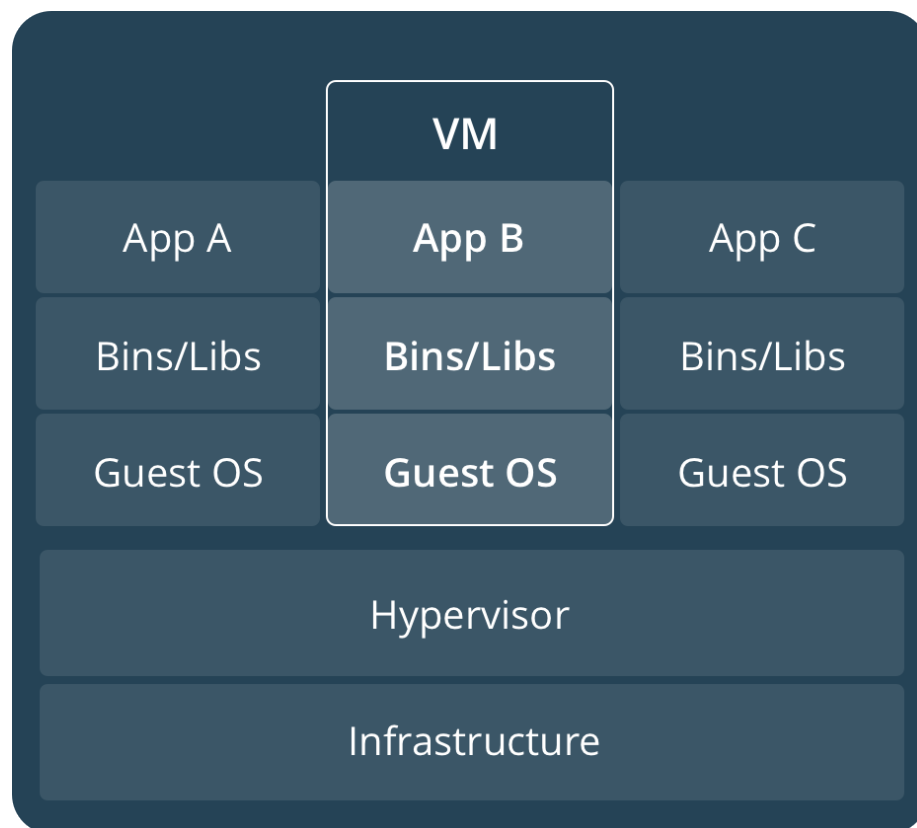 VM
App A App B App C
Bins/Libs Bins/Libs Bins/Libs
Guest OS Guest OS Guest OS
Hypervisor
Infrastructure